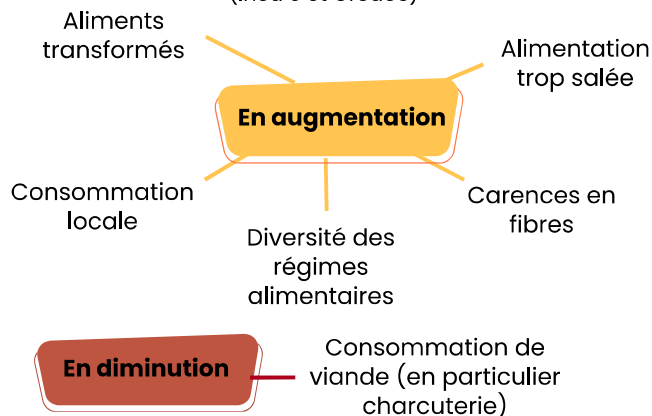 Aliments
transformés
Alimentation
trop salée
En augmentation
Consommation
locale
Carences en
fibres
Diversité des
régimes
alimentaires
En diminution
Consommation de
viande (en particulier
charcuterie)